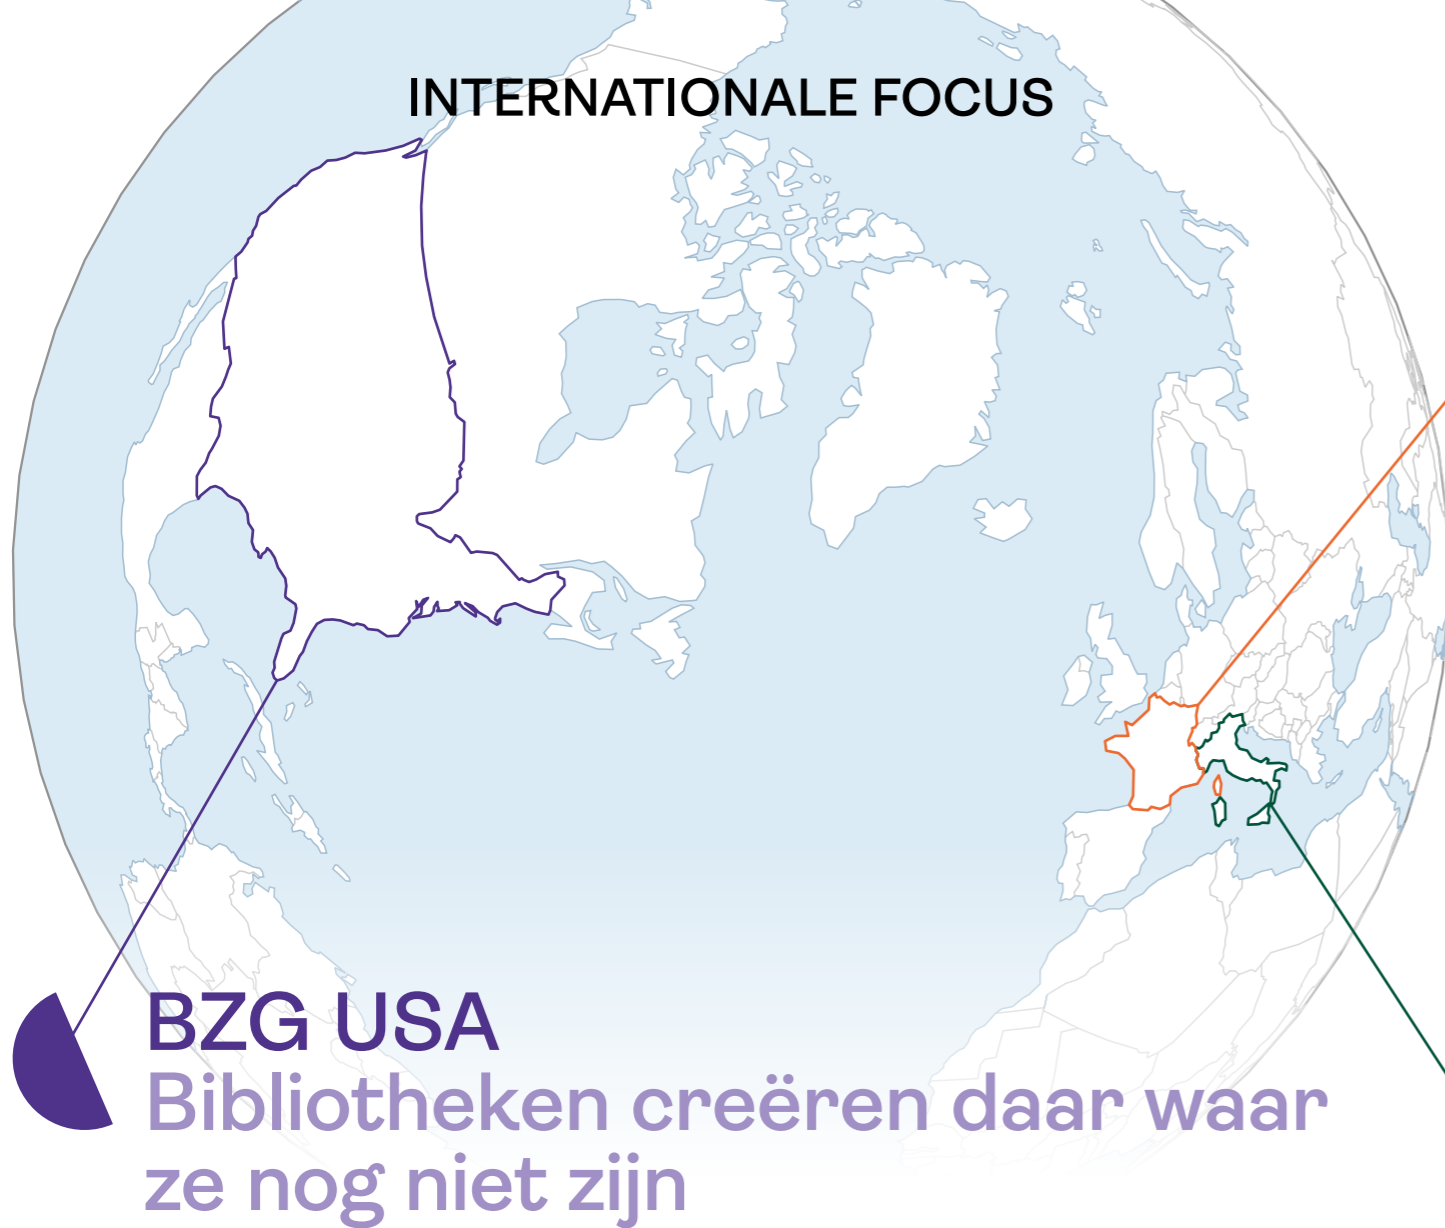 INTERNATIONALE FOCUS
BZG USA
Bibliotheken creëren daar waar
ze nog niet zijn